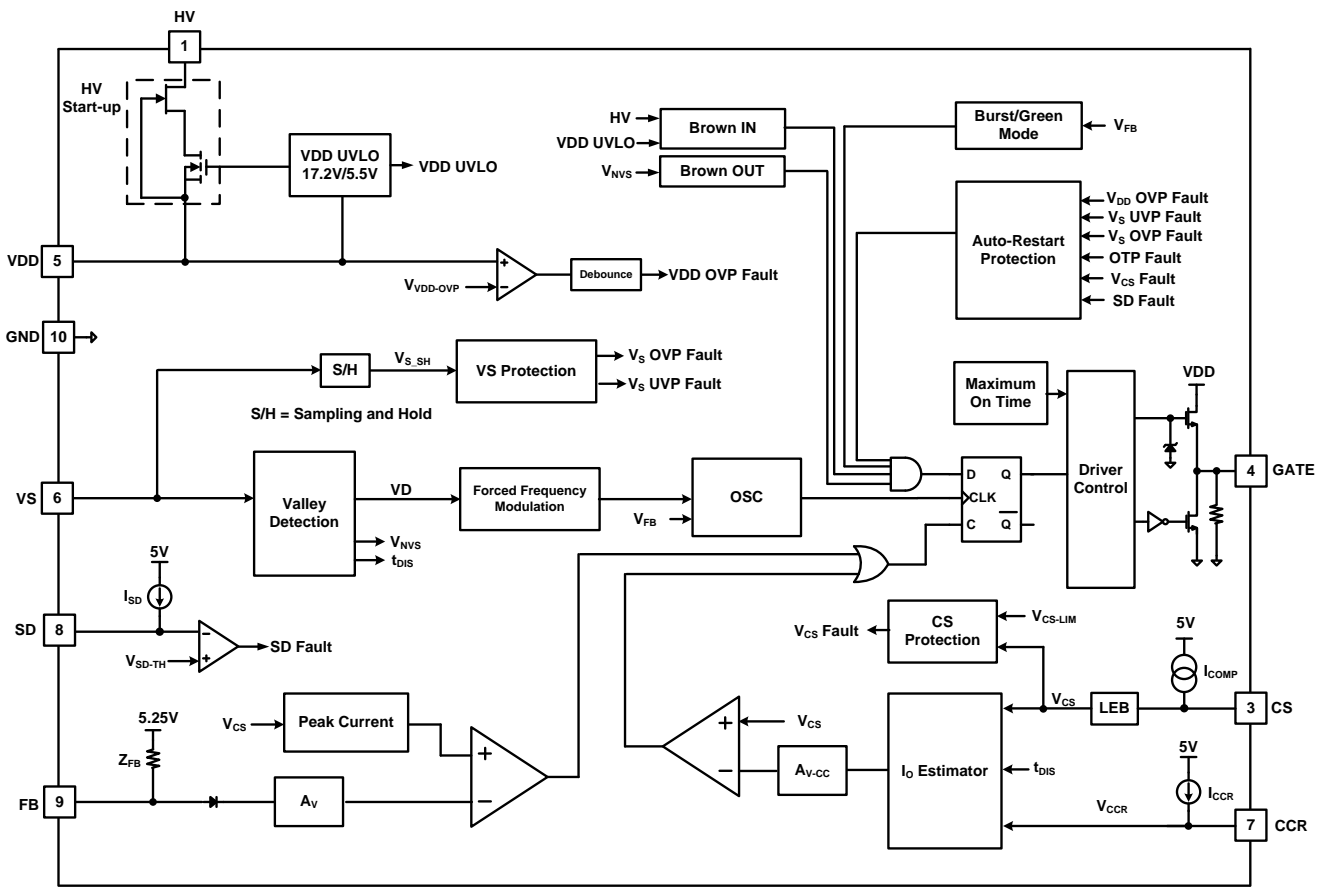 HV
1
HV
Start-up
VDD UVLO
17.2V/5.5V
VDD UVLO
HV
VDD UVLO
Brown IN
VNVS
Brown OUT
Burst/Green
Mode
VFB
Auto-Restart
Protection
VDD OVP Fault
VS UVP Fault
VS OVP Fault
OTP Fault
VCS Fault
SD Fault
VDD
5
VVDD-OVP
+
−
Debounce
VDD OVP Fault
GND
10
S/H
VS_SH
VS Protection
VS OVP Fault
VS UVP Fault
S/H = Sampling and Hold
Maximum
On Time
VDD
Driver
Control
4
GATE
VS
6
Valley
Detection
VD
VNVS
tDIS
Forced Frequency
Modulation
VFB
OSC
D
Q
CLK
C
Q
5V
ISD
SD
8
VSD-TH
−
+
SD Fault
VCS Fault
CS
Protection
VCS-LIM
5V
ICOMP
VCS
LEB
3
CS
5.25V
ZFB
VCS
Peak Current
+
−
FB
9
AV
+
−
VCS
AV-CC
IO Estimator
tDIS
5V
ICCR
VCCR
7
CCR